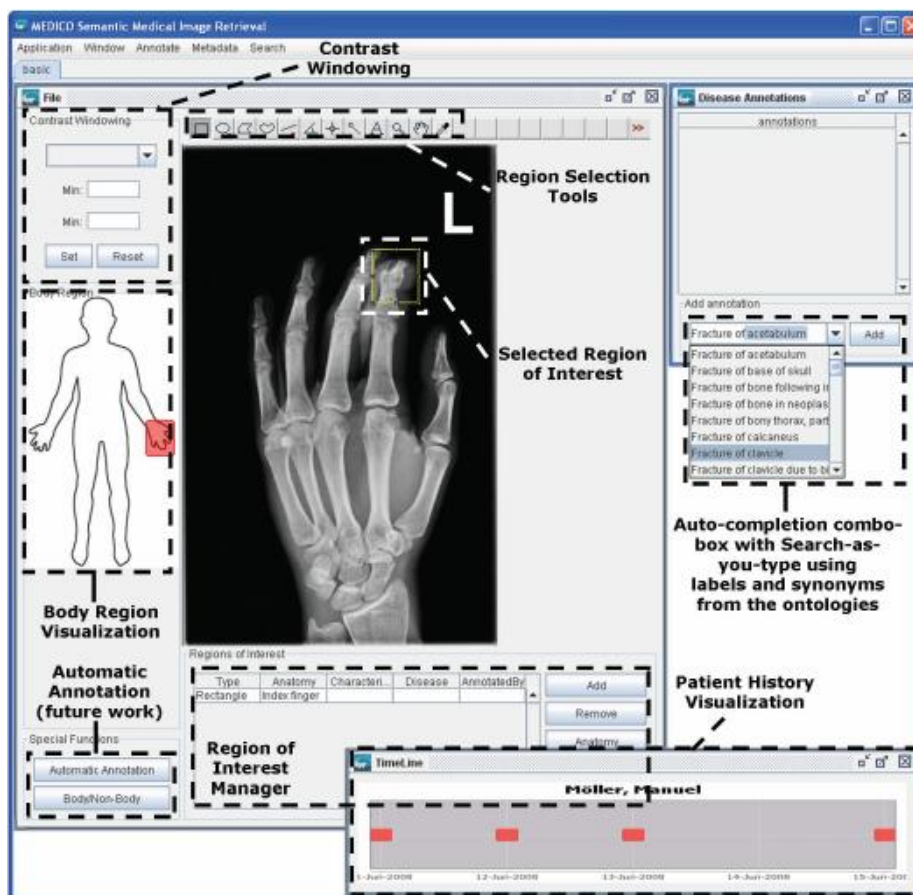 MEDICO Semantic Medical Image Retrieval
Application Window Annotate Metadata Search
basic
Contrast
Windowing
File
Contrast Windowing
Min:
Min:
Set Reset
Region Selection
Tools
L
Selected Region
of Interest
Body Region
Body Region
Visualization
Automatic
Annotation
(future work)
Special Functions
Automatic Annotation
Body/Non-Body
Regions of Interest
Type Anatomy Characteri... Disease AnnotatedBy
Rectangle Index finger
Add
Remove
Anatomy
Region of
Interest
Manager
Disease Annotations
annotations
Add annotation
Fracture of acetabulum Add
Fracture of acetabulum
Fracture of base of skull
Fracture of bone following in
Fracture of bone in neoplas
Fracture of bony thorax, part
Fracture of calcaneus
Fracture of clavicle
Fracture of clavicle due to bi
Auto-completion combo-
box with Search-as-
you-type using
labels and synonyms
from the ontologies
Patient History
Visualization
TimeLine
Möller, Manuel
12-Jun-2008 13-Jun-2008 14-Jun-2008